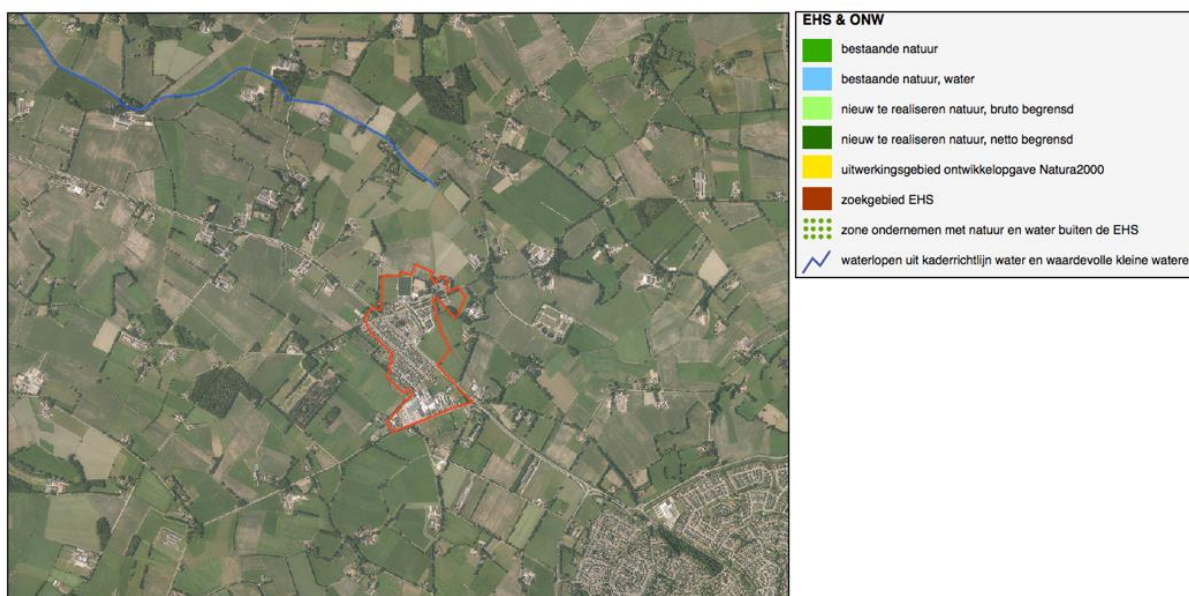 EHS & ONW
bestaande natuur
bestaande natuur, water
nieuw te realiseren natuur, bruto begrensd
nieuw te realiseren natuur, netto begrensd
uitwerkingsgebied ontwikkelopgave Natura2000
zoekgebied EHS
zone ondernemen met natuur en water buiten de EHS
waterlopen uit kaderrichtlijn water en waardevolle kleine watere